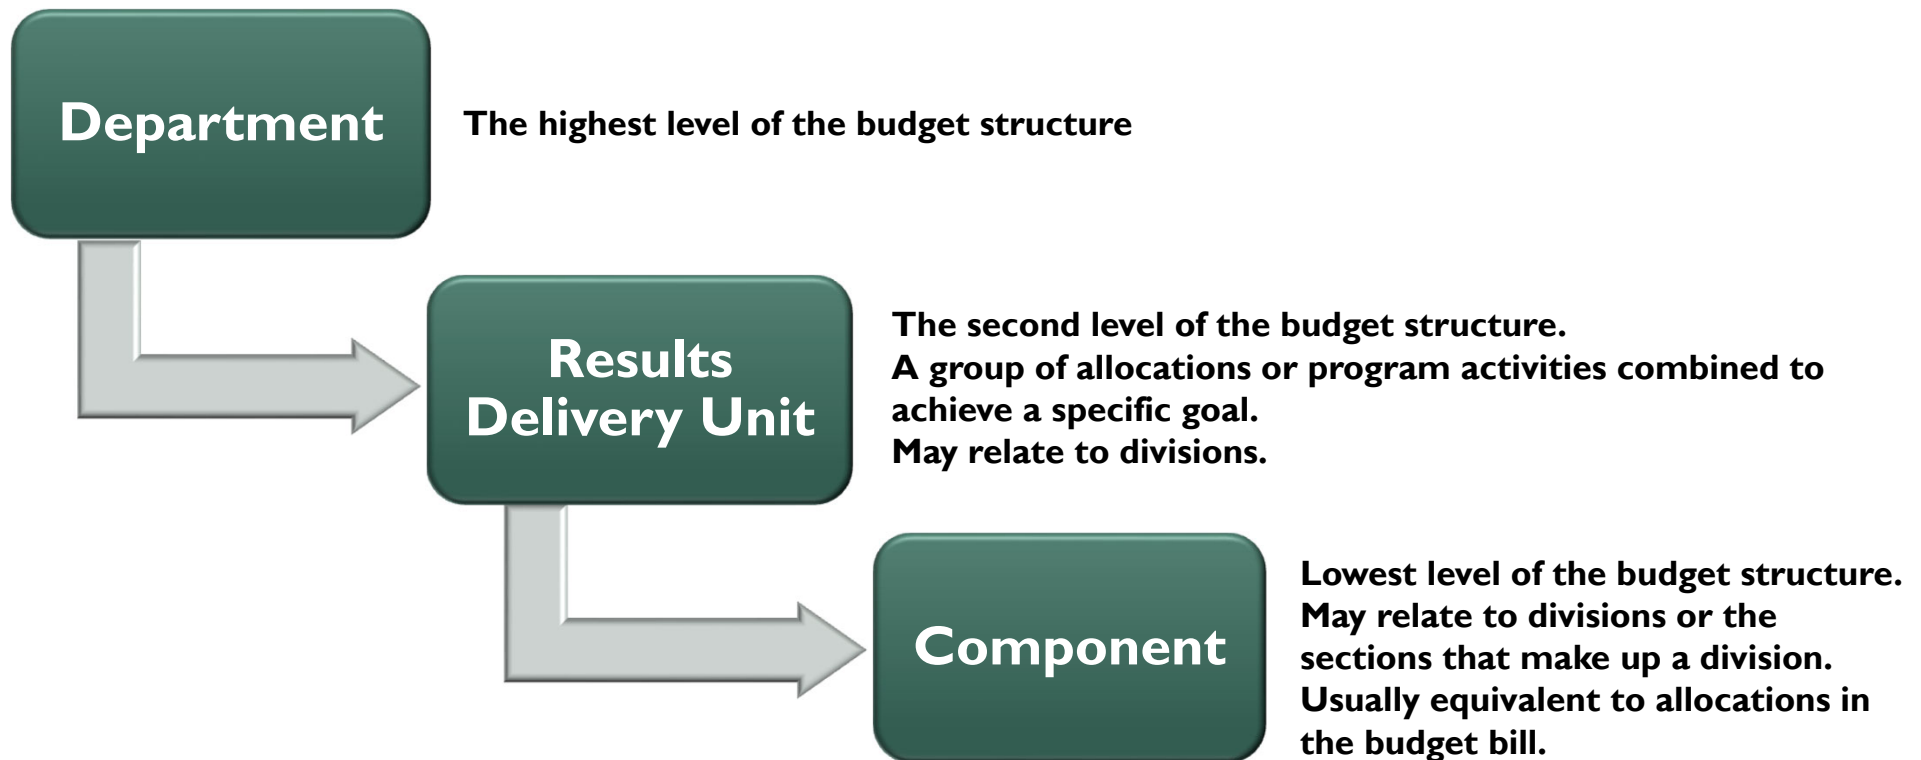 Department
The highest level of the budget structure
Results
Delivery Unit
The second level of the budget structure.
A group of allocations or program activities combined to
achieve a specific goal.
May relate to divisions.
Component
Lowest level of the budget structure.
May relate to divisions or the
sections that make up a division.
Usually equivalent to allocations in
the budget bill.